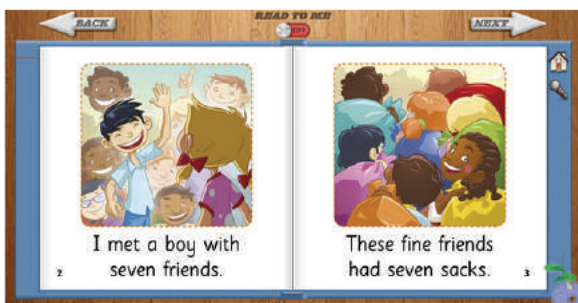 BACK
READ TO ME
OFF
NEXT
I met a boy with
seven friends.
2
These fine friends
had seven sacks.
3